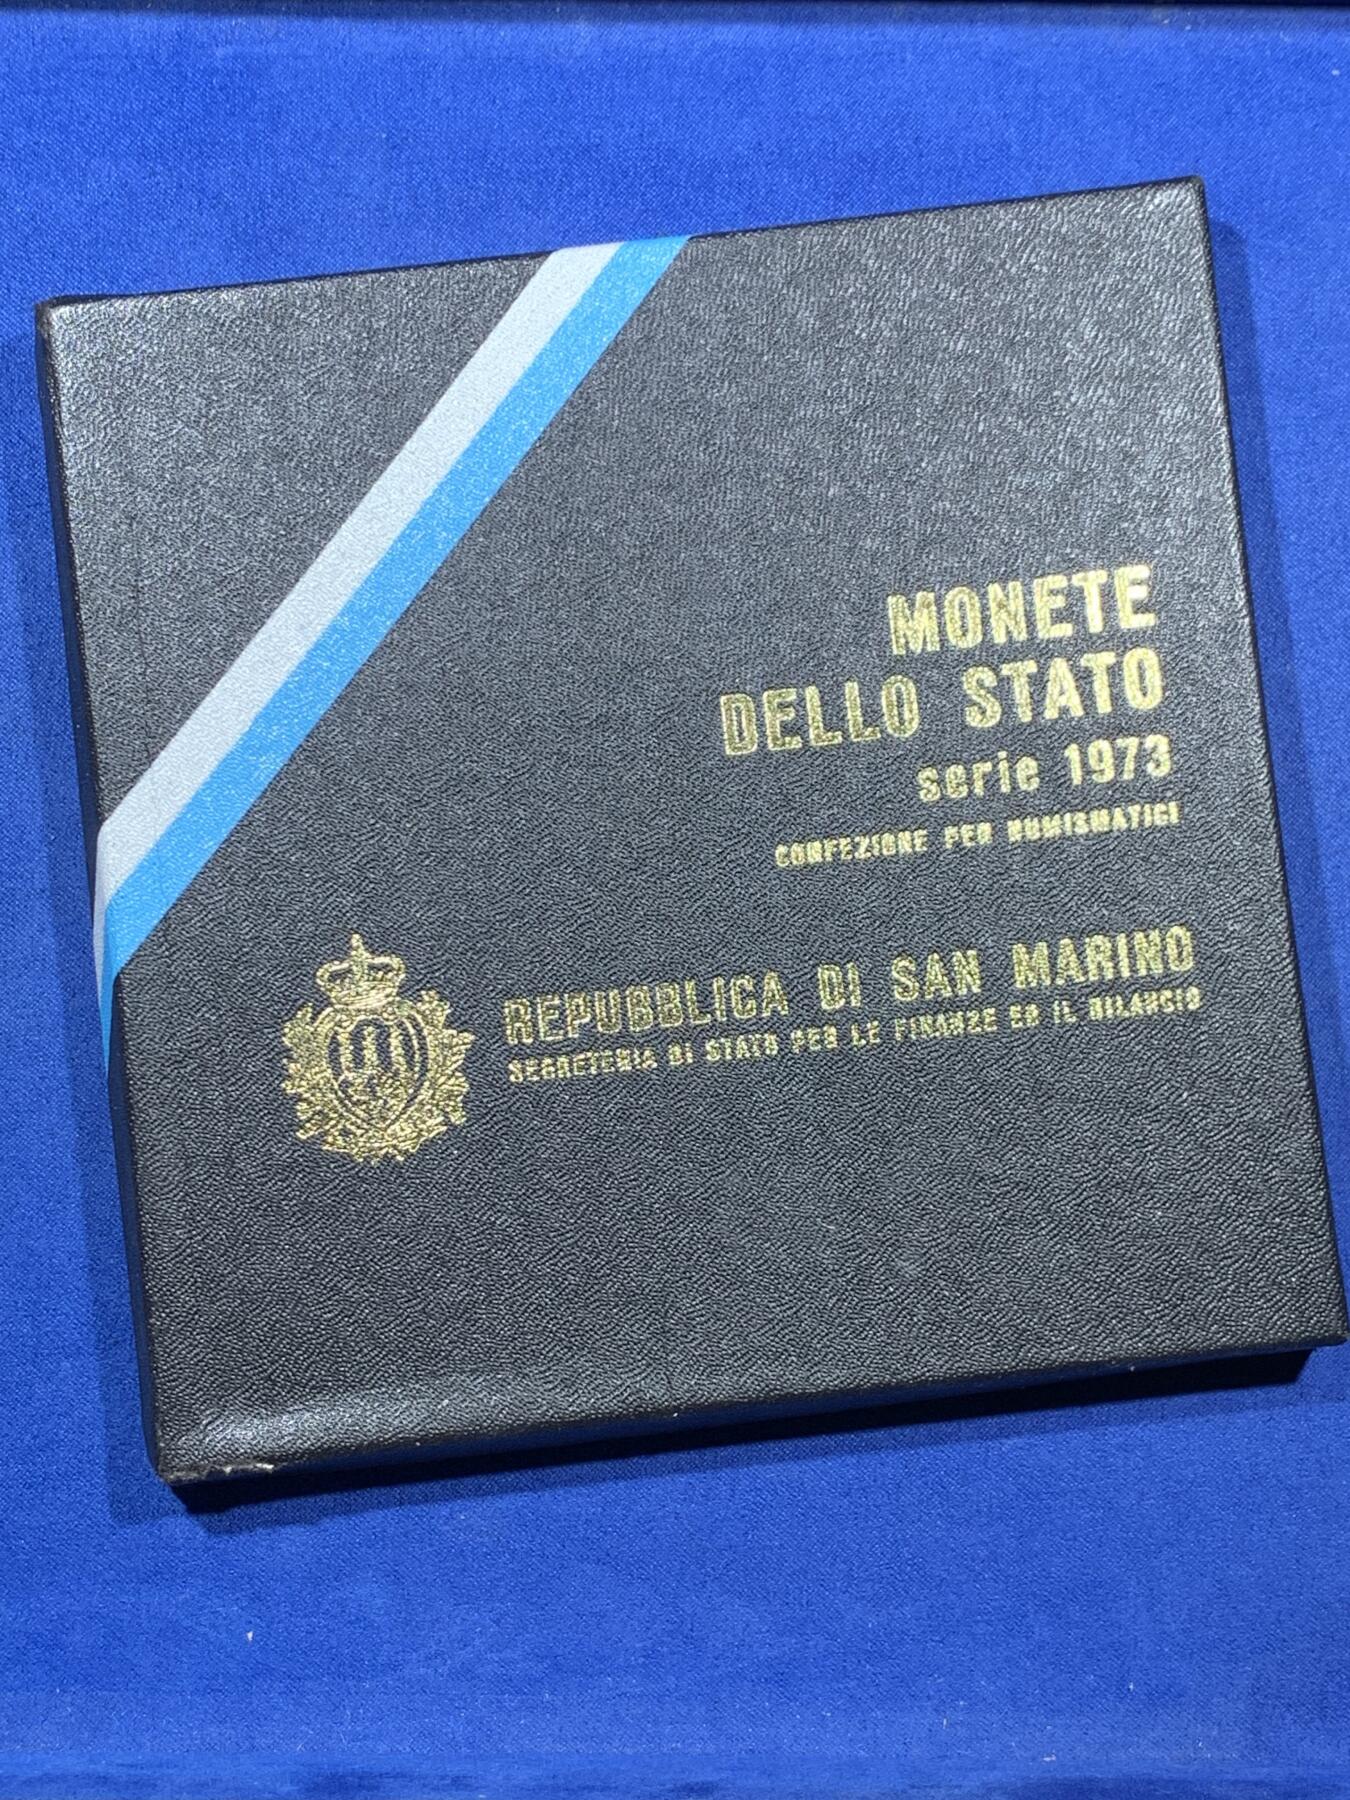 MONETE
DELLO STATO
serie 1973
CONFEZIONE PER NUMISMATICI
REPUBBLICA DI SAN MARINO
SEGRETERIA DI STATO PER LE FINANZE ED IL BILANCIO